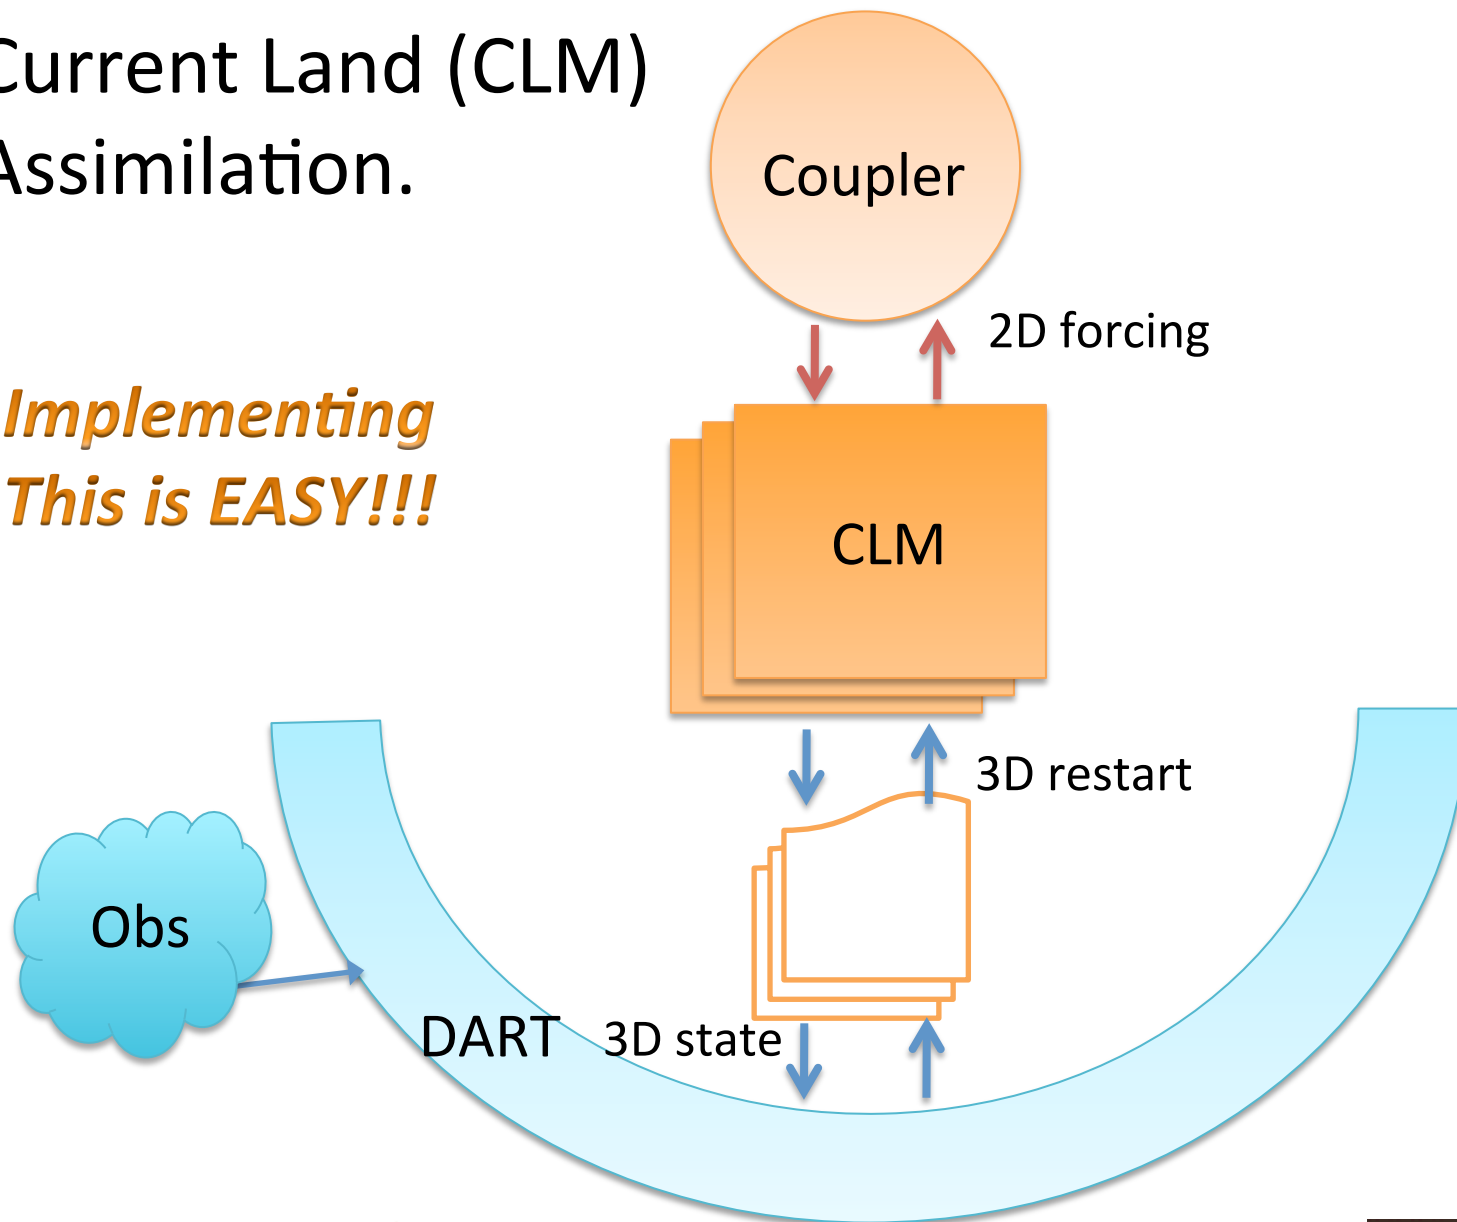 Current Land (CLM)
Assimilation.
Coupler
2D forcing
Implementing
This is EASY!!!
CLM
3D restart
Obs
DART
3D state